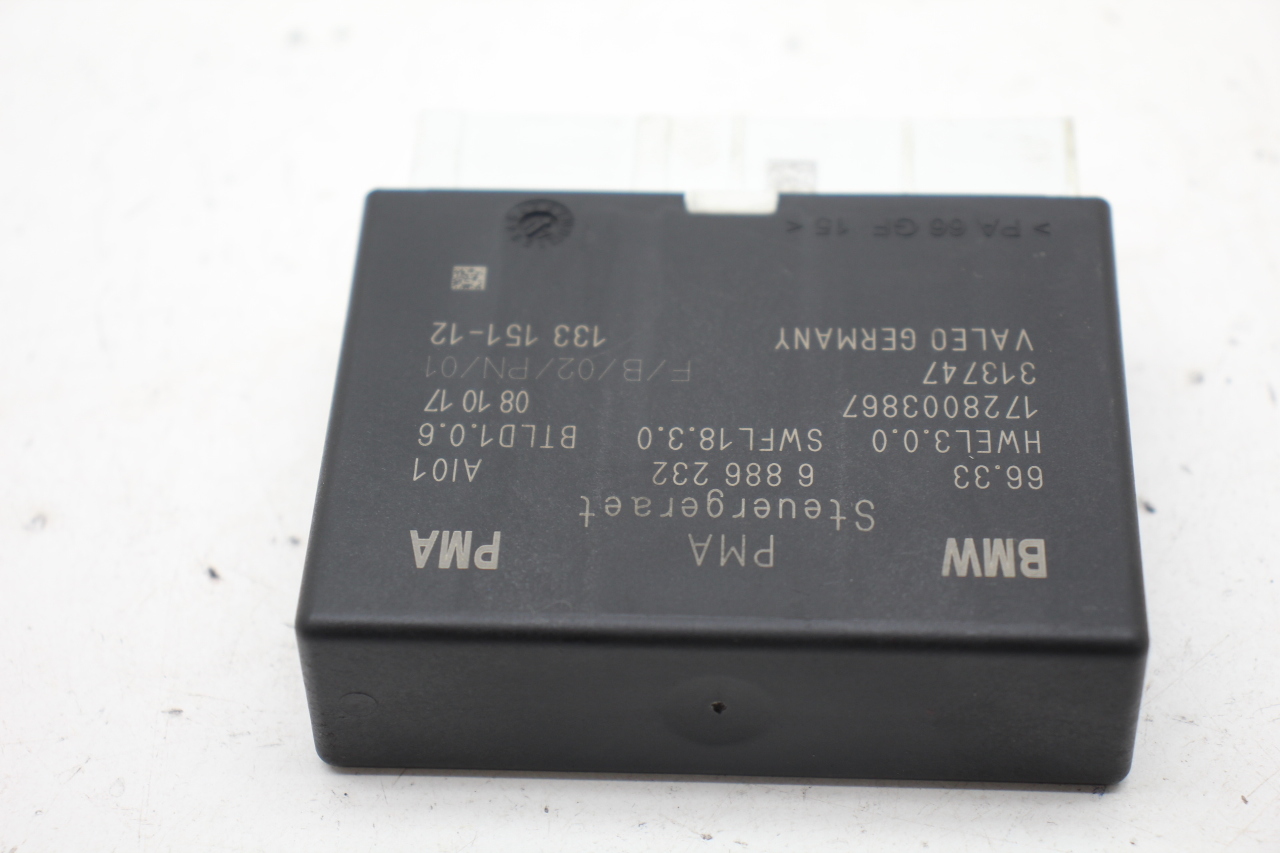 BMW PMA PMA
Steuergeraet
66.33 6 886 232 AI01
HWEL3.0.0 SWFL18.3.0 BTLD1.0.6
1728003867 08 10 17
313747 F/B/02/PN/01
VALEO GERMANY 133 151-12
> PA 66 GF 15 <